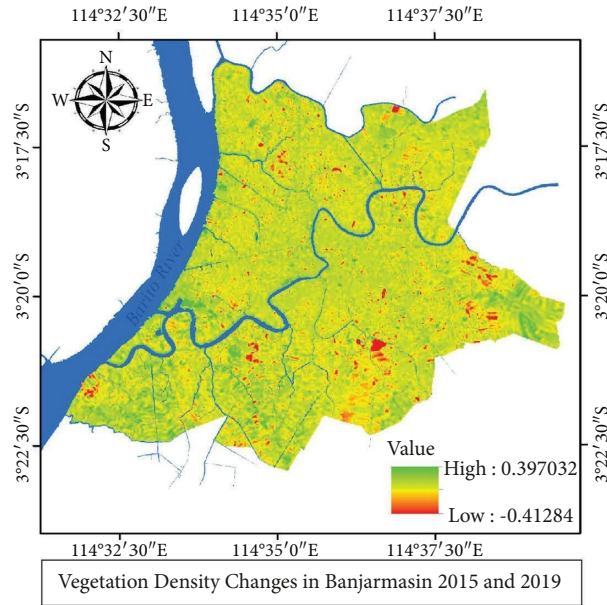 114°32′30″E 114°35′0″E 114°37′30″E
N
W E
S
3°17′30″S 3°17′30″S
3°20′0″S 3°20′0″S
3°22′30″S 3°22′30″S
Barito River
Value
High : 0.397032
Low : -0.41284
114°32′30″E 114°35′0″E 114°37′30″E
Vegetation Density Changes in Banjarmasin 2015 and 2019